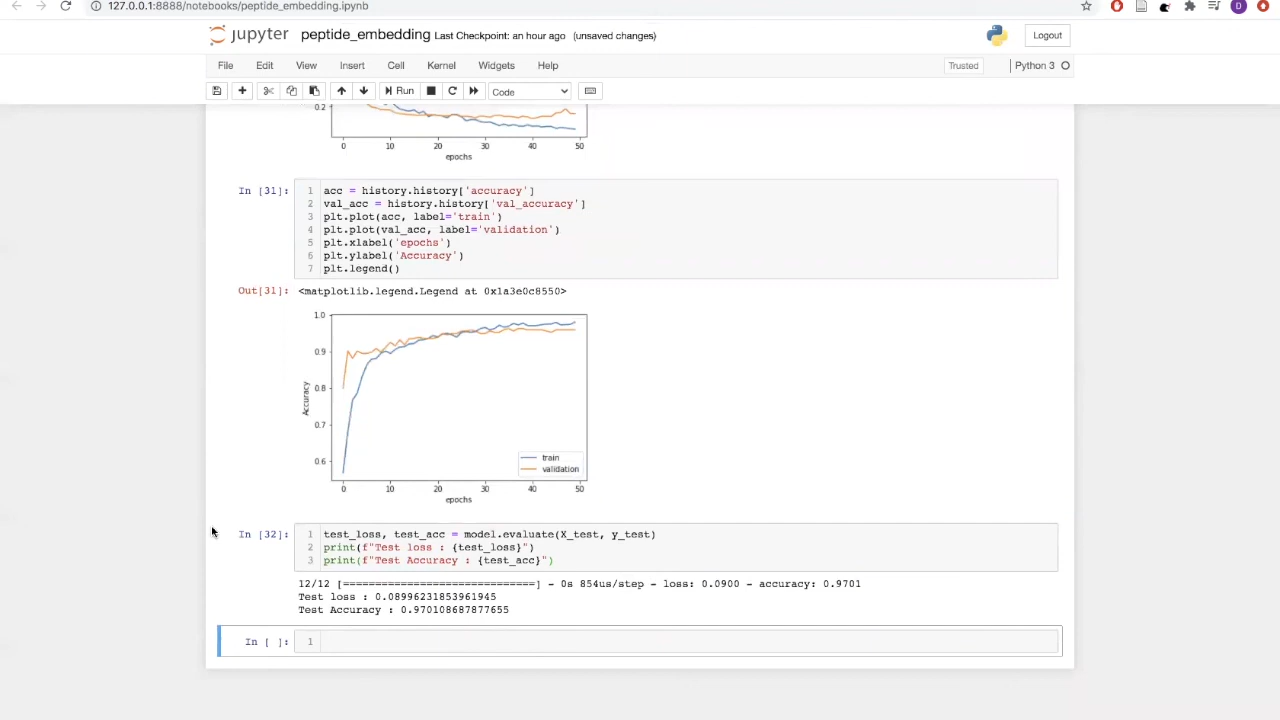 127.0.0.1:8888/notebooks/peptide_embedding.ipynb
D
jupyter peptide_embedding Last Checkpoint: an hour ago (unsaved changes)
Logout
File Edit View Insert Cell Kernel Widgets Help
Trusted Python 3
Run Code
0.2
0 10 20 30 40 50
epochs
In [31]:
1 acc = history.history['accuracy']
2 val_acc = history.history['val_accuracy']
3 plt.plot(acc, label='train')
4 plt.plot(val_acc, label='validation')
5 plt.xlabel('epochs')
6 plt.ylabel('Accuracy')
7 plt.legend()
Out[31]: <matplotlib.legend.Legend at 0x1a3e0c8550>
1.0
0.9
0.8
0.7
0.6
Accuracy
train
validation
0 10 20 30 40 50
epochs
In [32]:
1 test_loss, test_acc = model.evaluate(X_test, y_test)
2 print(f"Test loss : {test_loss}")
3 print(f"Test Accuracy : {test_acc}")
12/12 [==============================] - 0s 854us/step - loss: 0.0900 - accuracy: 0.9701
Test loss : 0.08996231853961945
Test Accuracy : 0.970108687877655
In [ ]: 1